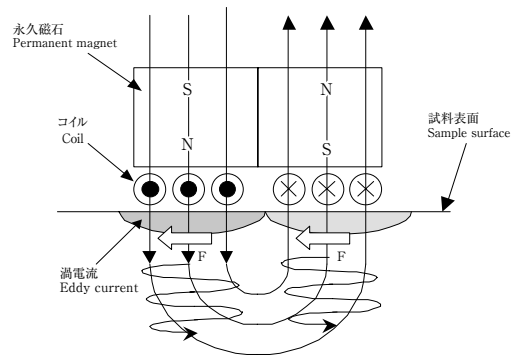 永久磁石
Permanent magnet
S
N
N
S
コイル
Coil
試料表面
Sample surface
F
F
渦電流
Eddy current